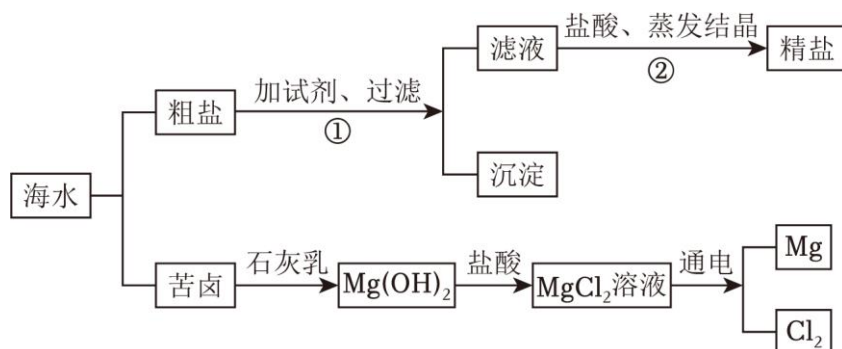 盐酸、蒸发结晶
滤液
精盐
②
加试剂、过滤
粗盐
①
沉淀
海水
石灰乳
盐酸
通电
Mg
苦卤
Mg(OH)₂
MgCl₂溶液
Cl₂